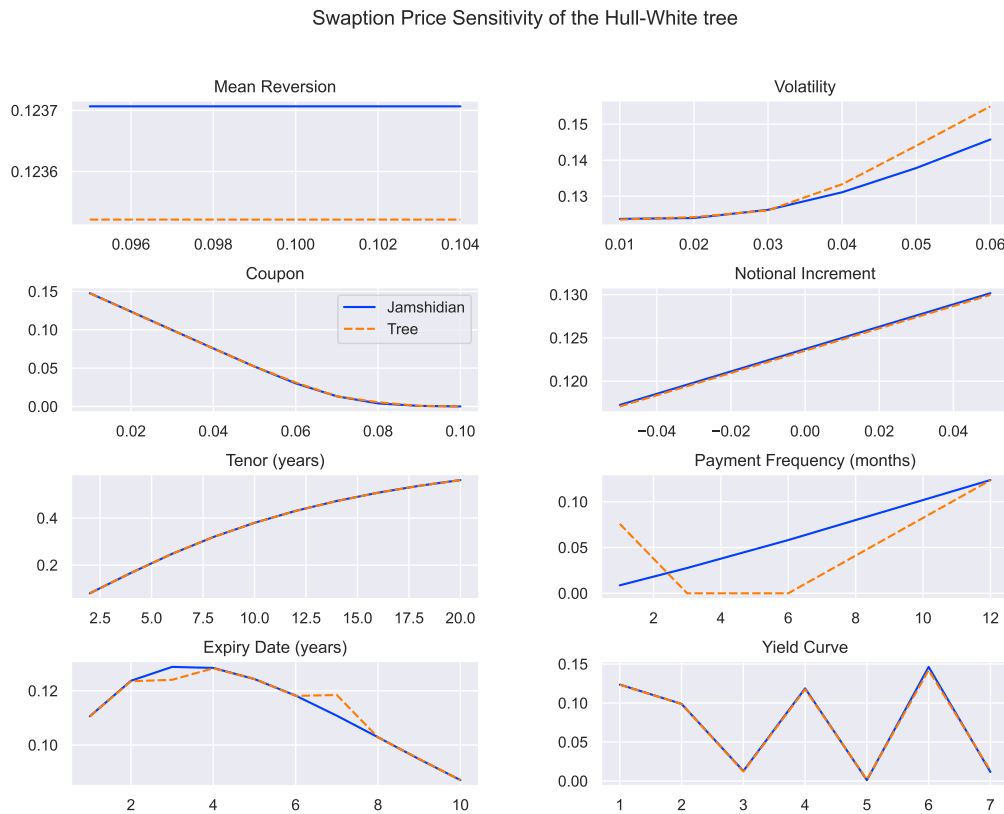 Swaption Price Sensitivity of the Hull-White tree
Mean Reversion
0.1237
0.1236
0.096 0.098 0.100 0.102 0.104
Volatility
0.15
0.14
0.13
0.01 0.02 0.03 0.04 0.05 0.06
Coupon
0.15
0.10
0.05
0.00
Jamshidian
Tree
0.02 0.04 0.06 0.08 0.10
Notional Increment
0.130
0.125
0.120
−0.04 −0.02 0.00 0.02 0.04
Tenor (years)
0.4
0.2
2.5 5.0 7.5 10.0 12.5 15.0 17.5 20.0
Payment Frequency (months)
0.10
0.05
0.00
2 4 6 8 10 12
Expiry Date (years)
0.12
0.10
2 4 6 8 10
Yield Curve
0.15
0.10
0.05
0.00
1 2 3 4 5 6 7